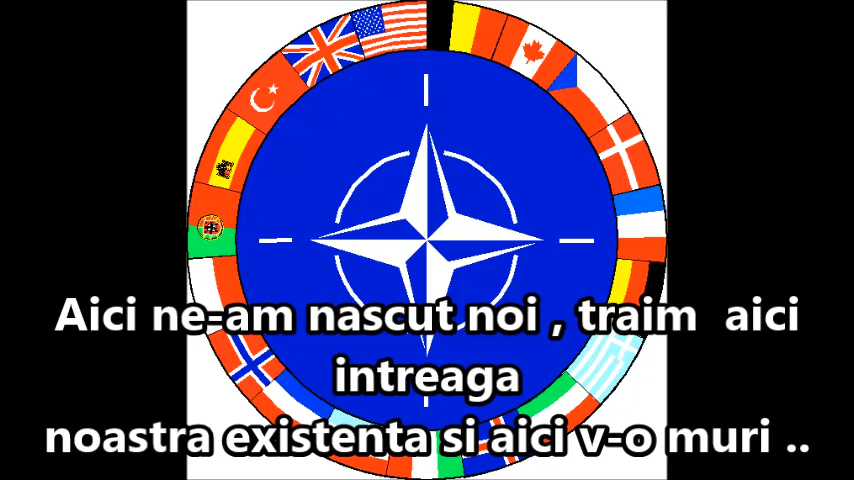 Aici ne-am nascut noi , traim  aici
intreaga
noastra existenta si aici v-o muri ..